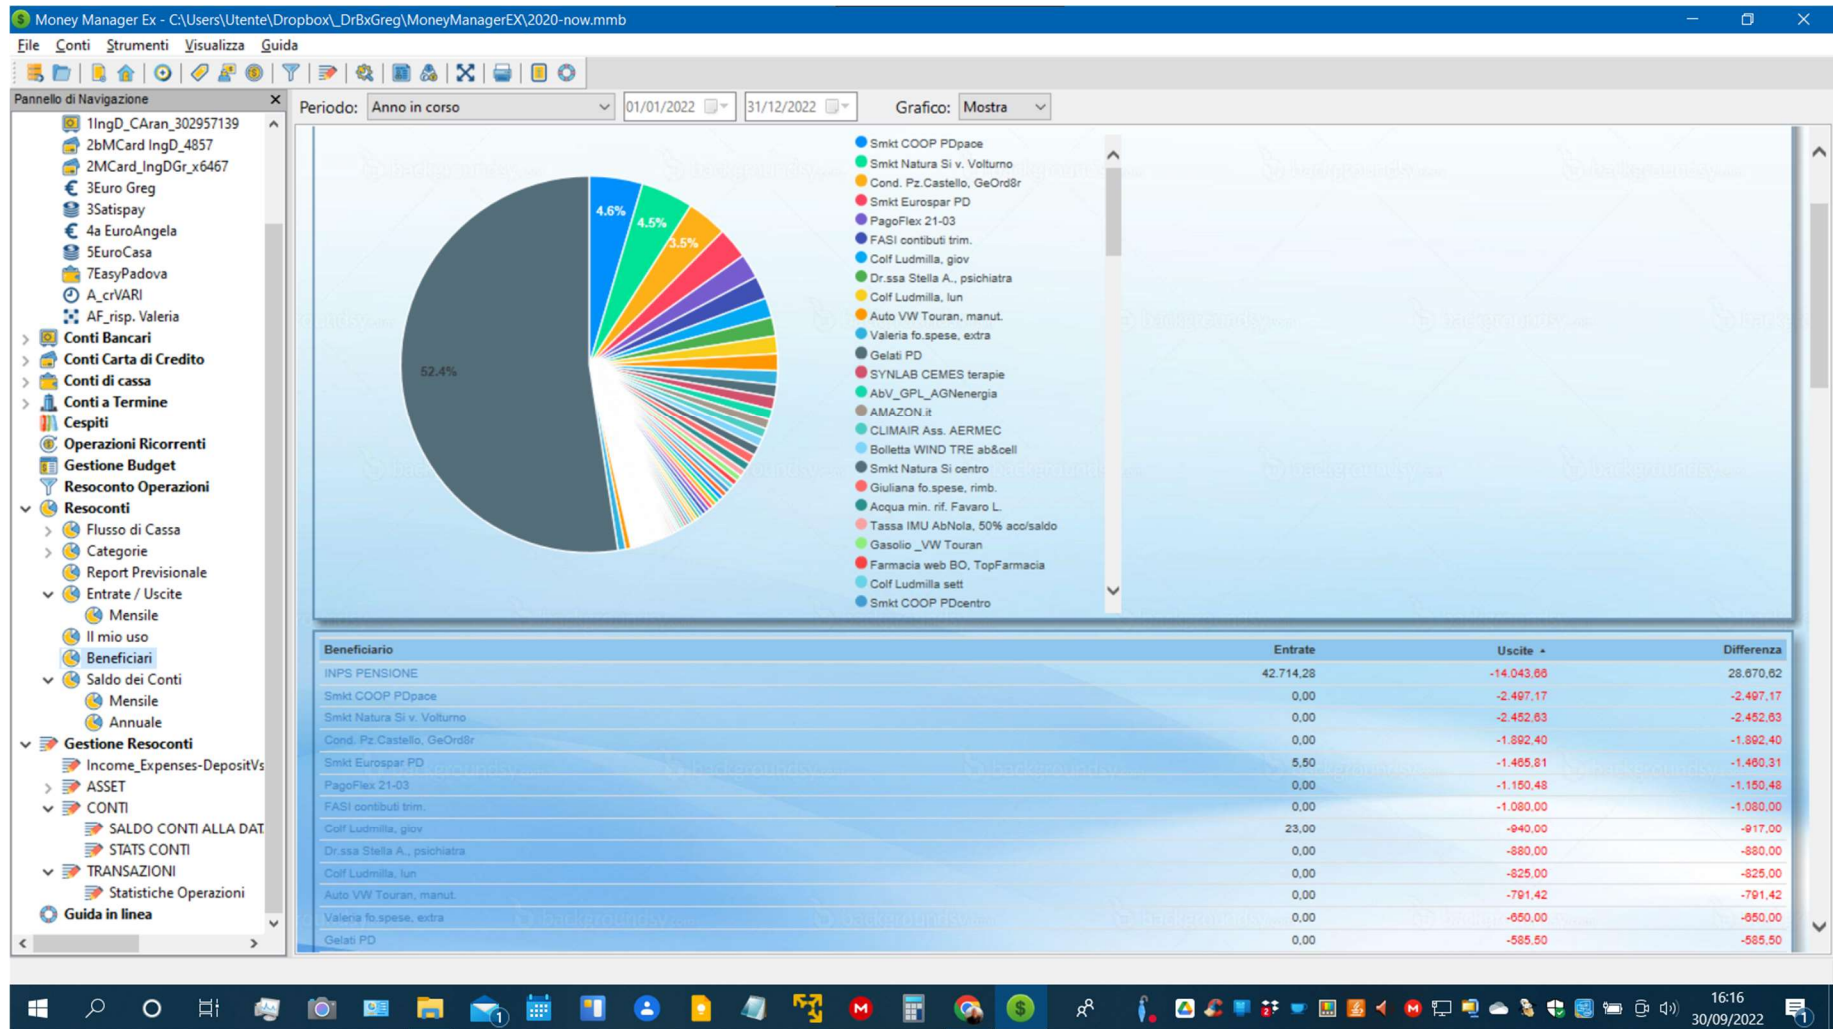 Money Manager Ex - C:\Users\Utente\Dropbox\_DrBxGreg\MoneyManagerEX\2020-now.mmb
File Conti Strumenti Visualizza Guida
Pannello di Navigazione
1IngD_CAran_302957139
2bMCard IngD_4857
2MCard_IngDGr_x6467
3Euro Greg
3Satispay
4a EuroAngela
5EuroCasa
7EasyPadova
A_crVARI
AF_risp. Valeria
Conti Bancari
Conti Carta di Credito
Conti di cassa
Conti a Termine
Cespiti
Operazioni Ricorrenti
Gestione Budget
Resoconto Operazioni
Resoconti
Flusso di Cassa
Categorie
Report Previsionale
Entrate / Uscite
Mensile
Il mio uso
Beneficiari
Saldo dei Conti
Mensile
Annuale
Gestione Resoconti
Income_Expenses-DepositVs
ASSET
CONTI
SALDO CONTI ALLA DAT
STATS CONTI
TRANSAZIONI
Statistiche Operazioni
Guida in linea
Periodo: Anno in corso 01/01/2022 31/12/2022 Grafico: Mostra
4.6%
4.5%
3.5%
52.4%
Smkt COOP PDpace
Smkt Natura Si v. Volturno
Cond. Pz.Castello, GeOrd8r
Smkt Eurospar PD
PagoFlex 21-03
FASI contibuti trim.
Colf Ludmilla, giov
Dr.ssa Stella A., psichiatra
Colf Ludmilla, lun
Auto VW Touran, manut.
Valeria fo.spese, extra
Gelati PD
SYNLAB CEMES terapie
AbV_GPL_AGNenergia
AMAZON.it
CLIMAIR Ass. AERMEC
Bolletta WIND TRE ab&cell
Smkt Natura Si centro
Giuliana fo.spese, rimb.
Acqua min. rif. Favaro L.
Tassa IMU AbNola, 50% acc/saldo
Gasolio _VW Touran
Farmacia web BO, TopFarmacia
Colf Ludmilla sett
Smkt COOP PDcentro
Beneficiario Entrate Uscite Differenza
INPS PENSIONE 42.714,28 -14.043,66 28.670,62
Smkt COOP PDpace 0,00 -2.497,17 -2.497,17
Smkt Natura Si v. Volturno 0,00 -2.452,63 -2.452,63
Cond. Pz.Castello, GeOrd8r 0,00 -1.892,40 -1.892,40
Smkt Eurospar PD 5,50 -1.465,81 -1.460,31
PagoFlex 21-03 0,00 -1.150,48 -1.150,48
FASI contibuti trim. 0,00 -1.080,00 -1.080,00
Colf Ludmilla, giov 23,00 -940,00 -917,00
Dr.ssa Stella A., psichiatra 0,00 -880,00 -880,00
Colf Ludmilla, lun 0,00 -825,00 -825,00
Auto VW Touran, manut. 0,00 -791,42 -791,42
Valeria fo.spese, extra 0,00 -650,00 -650,00
Gelati PD 0,00 -585,50 -585,50
16:16
30/09/2022